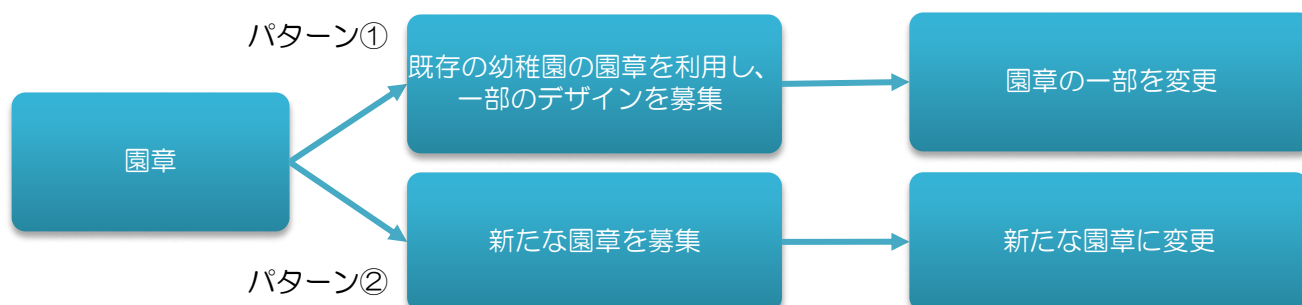 パターン①
既存の幼稚園の園章を利用し、
一部のデザインを募集
園章の一部を変更
園章
新たな園章を募集
新たな園章に変更
パターン②